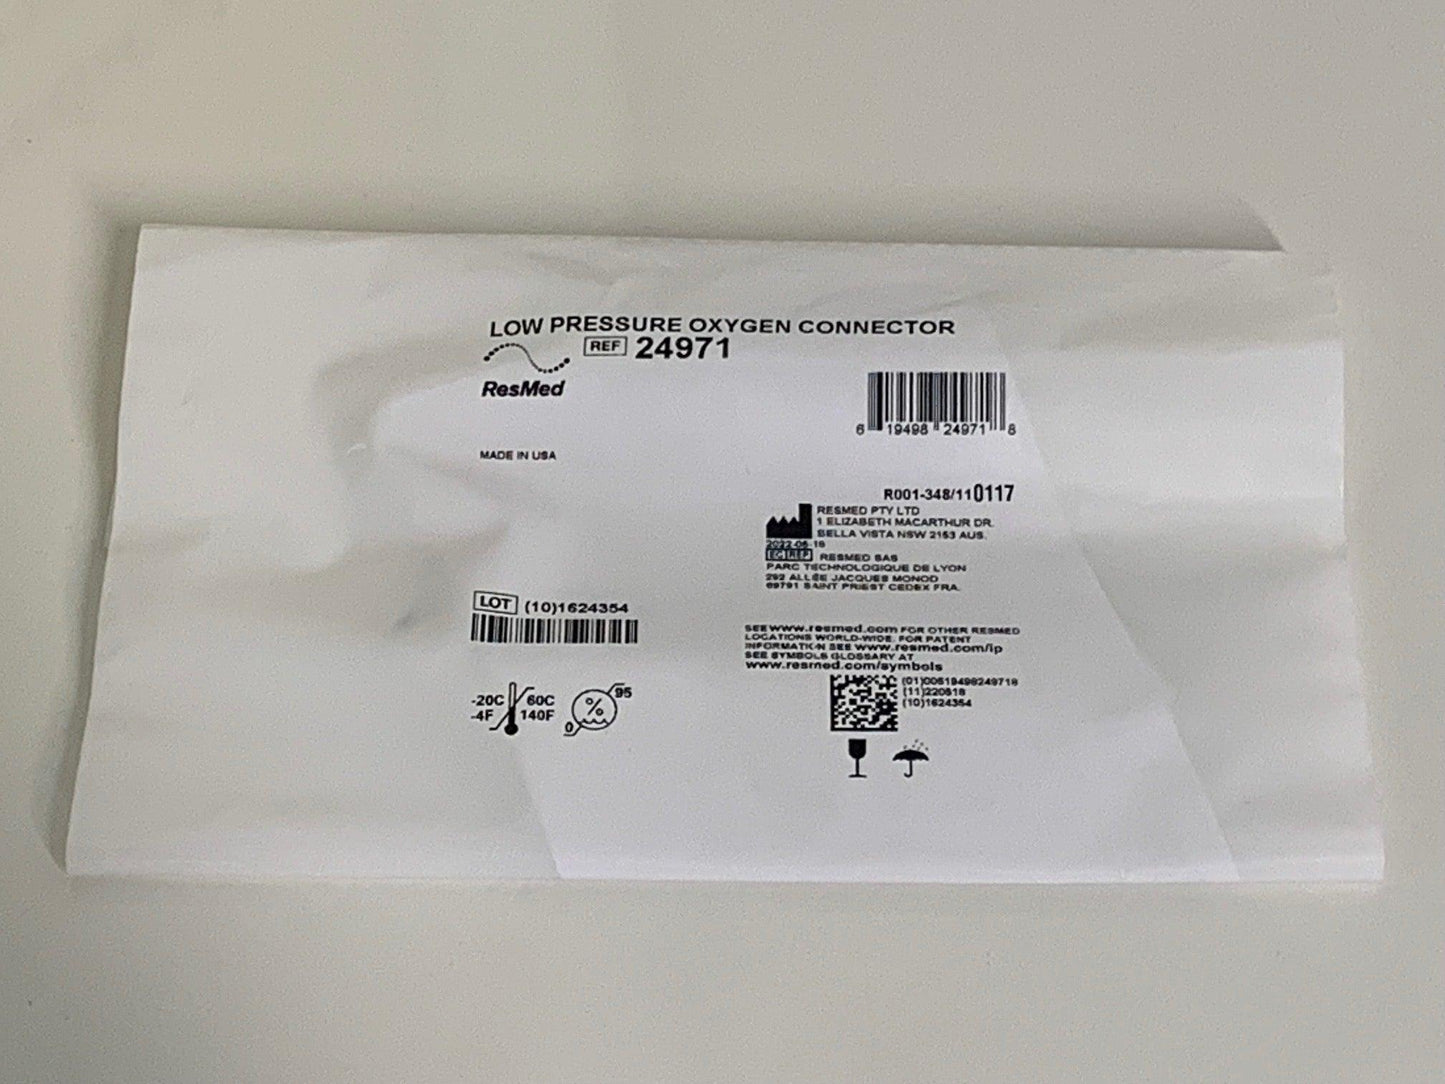 LOW PRESSURE OXYGEN CONNECTOR
REF 24971
ResMed
6 19498 24971 8
MADE IN USA
R001-348/11 0117
RESMED PTY LTD
1 ELIZABETH MACARTHUR DR.
BELLA VISTA NSW 2153 AUS.
2022-06-18
EC REP RESMED SAS
PARC TECHNOLOGIQUE DE LYON
292 ALLÉE JACQUES MONOD
69791 SAINT PRIEST CEDEX FRA.
LOT (10)1624354
SEE www.resmed.com FOR OTHER RESMED
LOCATIONS WORLD-WIDE. FOR PATENT
INFORMATION SEE www.resmed.com/ip
SEE SYMBOLS GLOSSARY AT
www.resmed.com/symbols
(01)00619498249718
(11)220618
(10)1624354
-20C 60C
-4F 140F
% 95
0